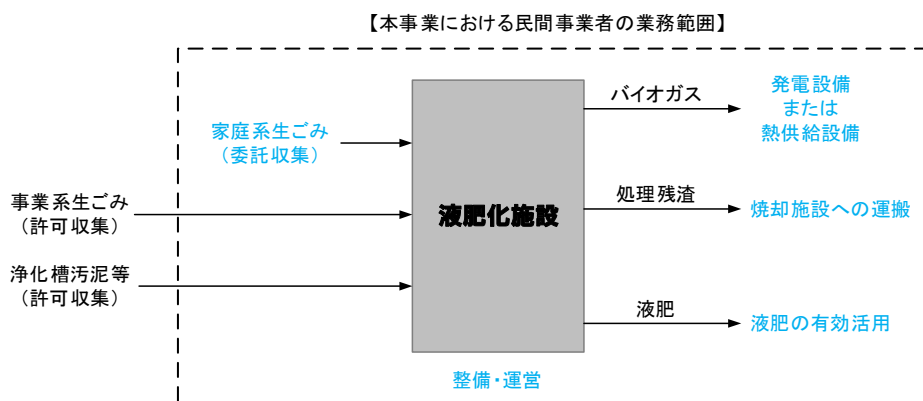 【本事業における民間事業者の業務範囲】
家庭系生ごみ
（委託収集）
事業系生ごみ
（許可収集）
浄化槽汚泥等
（許可収集）
液肥化施設
整備・運営
バイオガス
発電設備
または
熱供給設備
処理残渣
焼却施設への運搬
液肥
液肥の有効活用